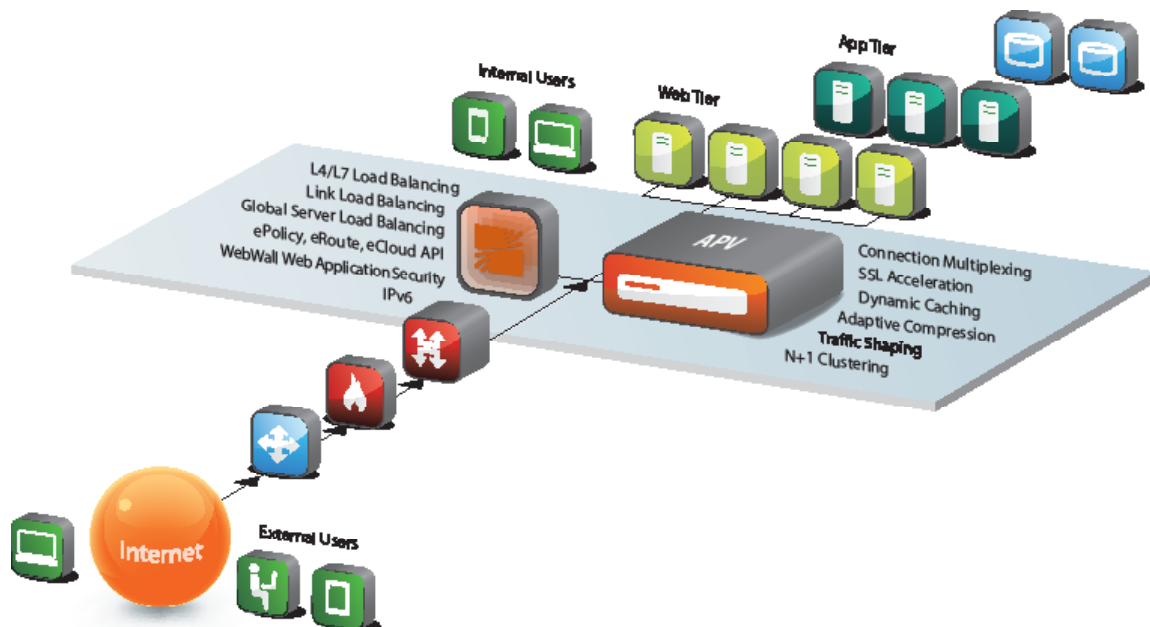 App Tier
Internal Users
Web Tier
L4/L7 Load Balancing
Link Load Balancing
Global Server Load Balancing
ePolicy, eRoute, eCloud API
WebWall Web Application Security
IPv6
APV
Connection Multiplexing
SSL Acceleration
Dynamic Caching
Adaptive Compression
Traffic Shaping
N+1 Clustering
External Users
Internet